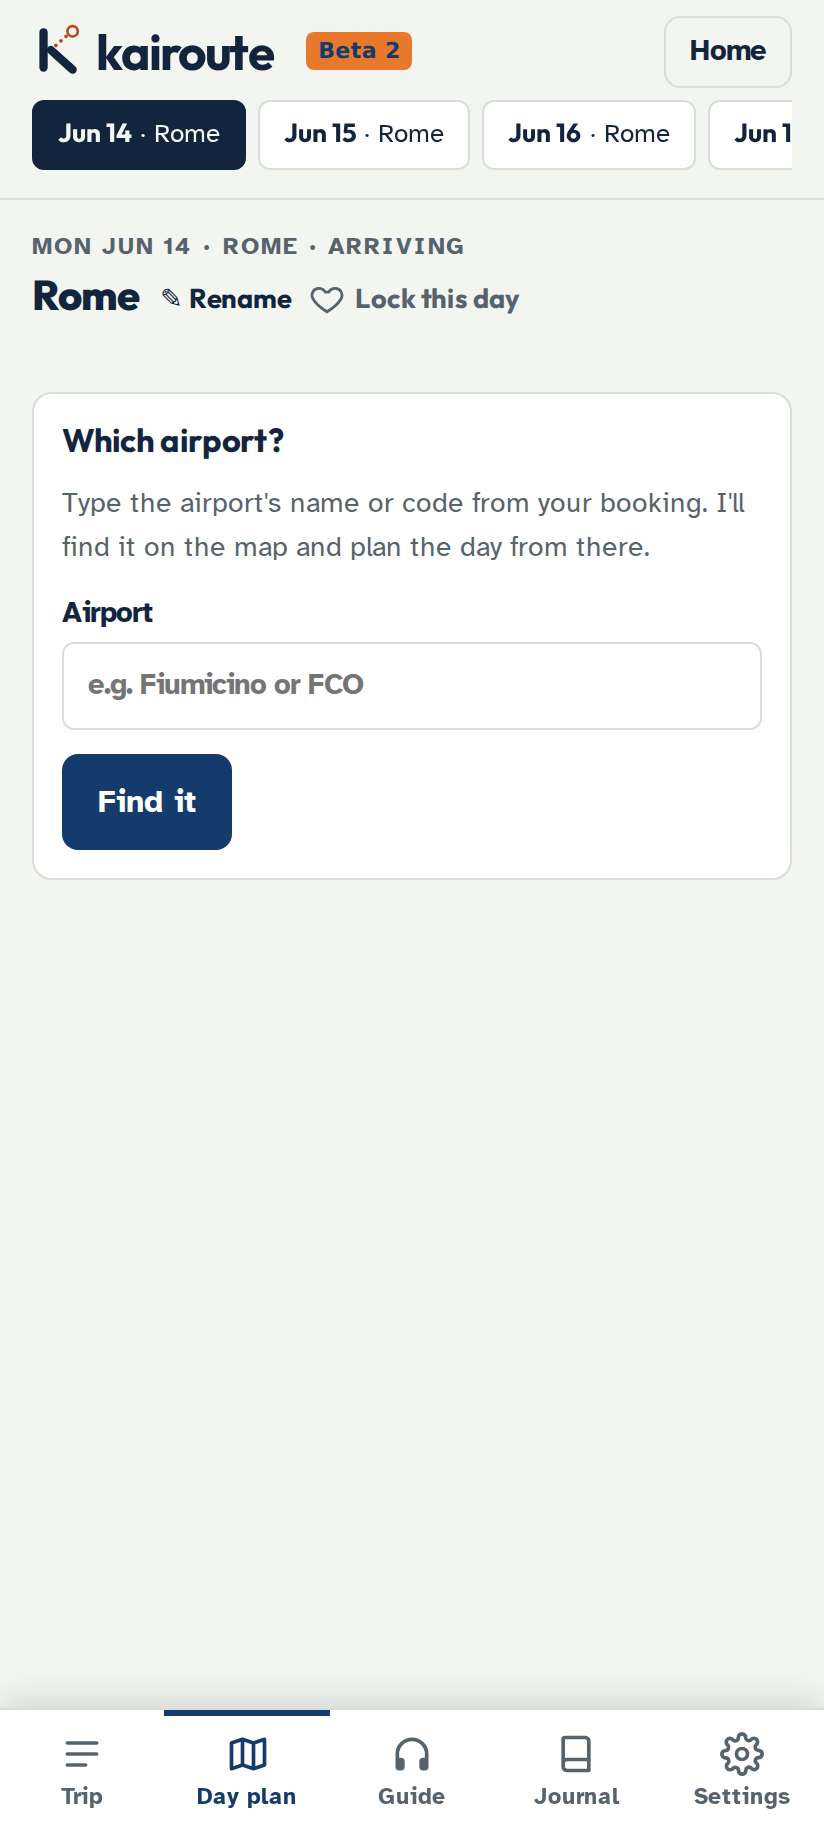 kairoute Beta 2 Home
Jun 14 · Rome Jun 15 · Rome Jun 16 · Rome Jun 1
MON JUN 14 · ROME · ARRIVING
Rome ✎ Rename Lock this day
Which airport?
Type the airport's name or code from your booking. I'll
find it on the map and plan the day from there.
Airport
e.g. Fiumicino or FCO
Find it
Trip Day plan Guide Journal Settings